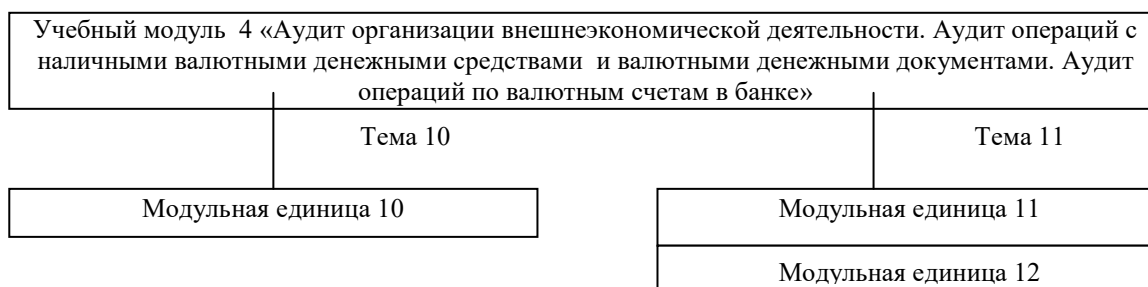 Учебный модуль  4 «Аудит организации внешнеэкономической деятельности. Аудит операций с
наличными валютными денежными средствами  и валютными денежными документами. Аудит
операций по валютным счетам в банке»
Тема 10
Тема 11
Модульная единица 10
Модульная единица 11
Модульная единица 12